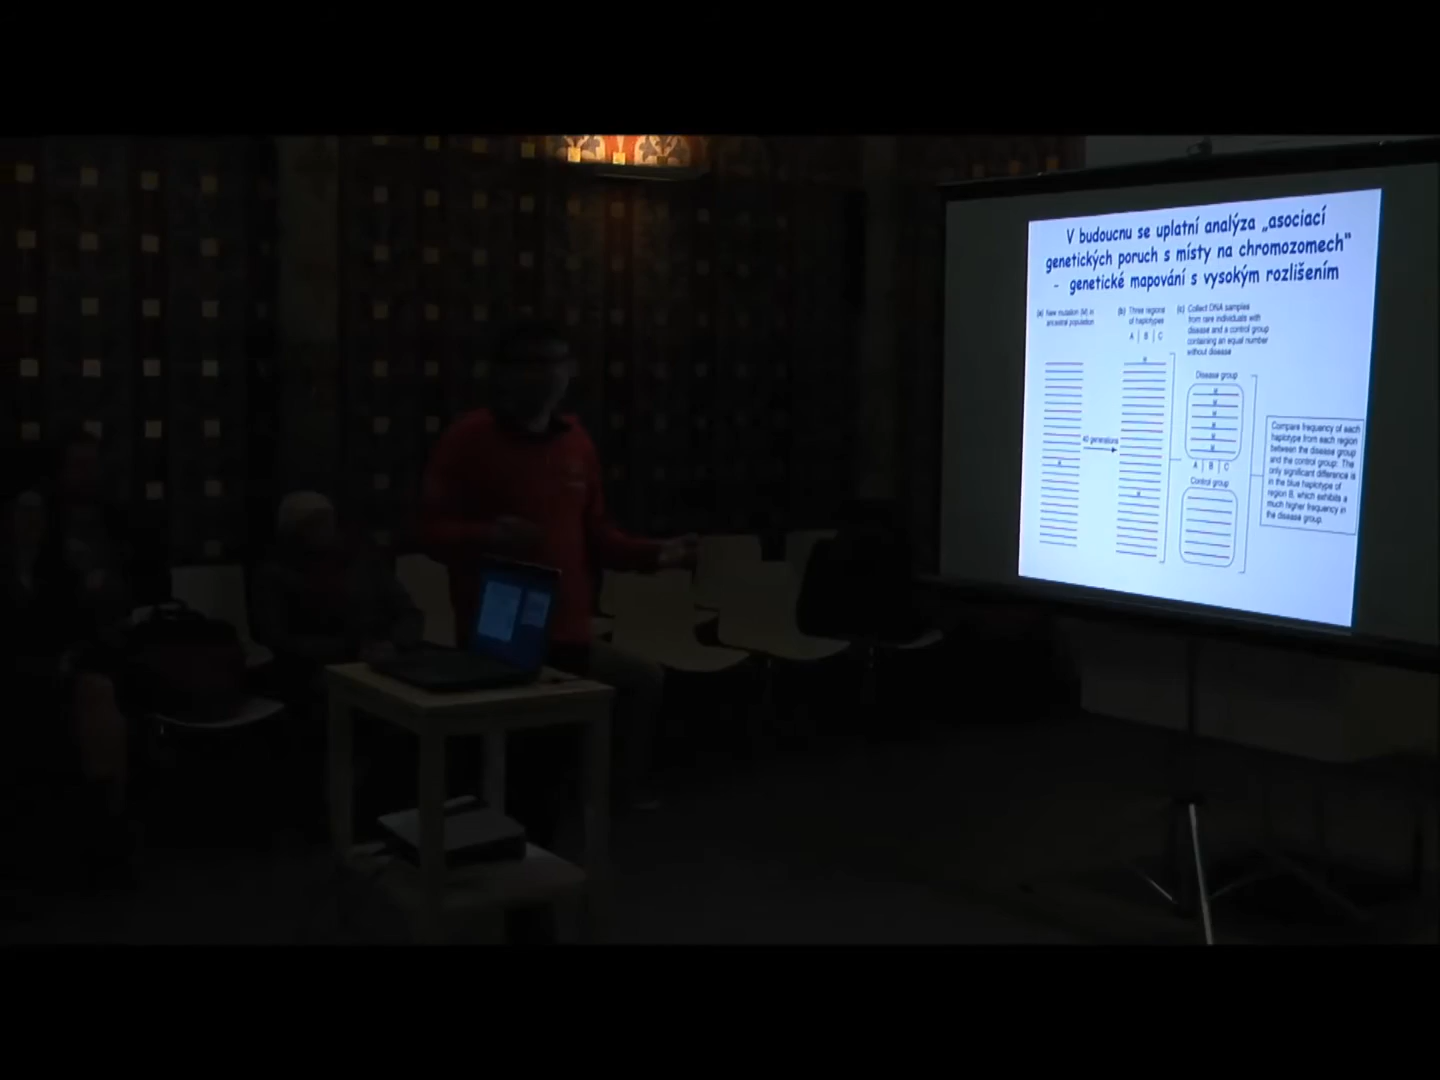 V budoucnu se uplatní analýza „asociací
genetických poruch s místy na chromozomech“
- genetické mapování s vysokým rozlišením
(a) New mutation (M) in
ancestral population
(b) Three regions
of haplotypes
A | B | C
(c) Collect DNA samples
from rare individuals with
disease and a control group
containing an equal number
without disease
M
Disease group
M
M
M
M
M
M
40 generations
M
A | B | C
M
Control group
Compare frequency of each
haplotype from each region
between the disease group
and the control group. The
only significant difference is
in the blue haplotype of
region B, which exhibits a
much higher frequency in
the disease group.